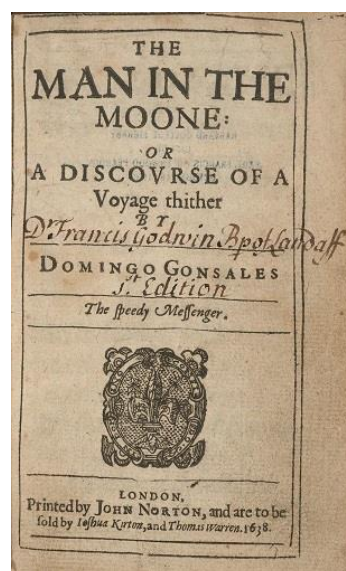 THE
MAN IN THE
MOONE:
OR
A DISCOVRSE OF A
Voyage thither
BY
Dr Francis Godwin Bp of Landaff
DOMINGO GONSALES
1st Edition
The ſpeedy Meſſenger.
LONDON,
Printed by JOHN NORTON, and are to be
ſold by Ioſhua Kirton, and Thomas Warren. 1638.